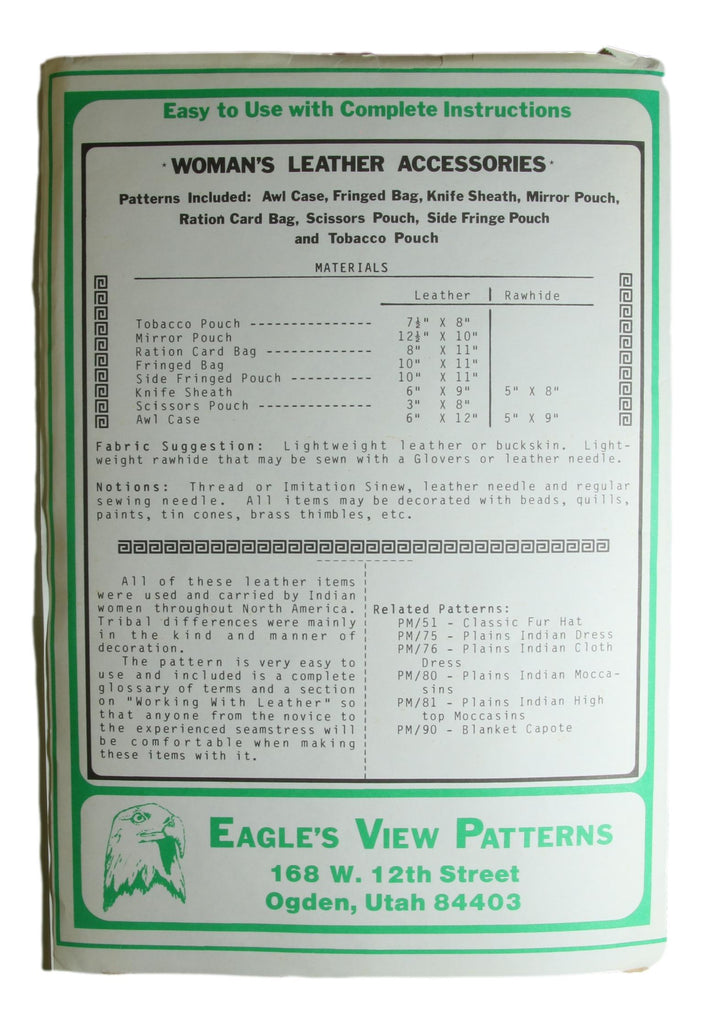 Easy to Use with Complete Instructions
★ WOMAN'S LEATHER ACCESSORIES ★
Patterns Included: Awl Case, Fringed Bag, Knife Sheath, Mirror Pouch,
Ration Card Bag, Scissors Pouch, Side Fringe Pouch
and Tobacco Pouch
MATERIALS
Leather | Rawhide
Tobacco Pouch --------------- 7½" X 8"
Mirror Pouch 12½" X 10"
Ration Card Bag ------------- 8" X 11"
Fringed Bag 10" X 11"
Side Fringed Pouch ---------- 10" X 11"
Knife Sheath 6" X 9" 5" X 8"
Scissors Pouch -------------- 3" X 8"
Awl Case 6" X 12" 5" X 9"
Fabric Suggestion: Lightweight leather or buckskin. Light-
weight rawhide that may be sewn with a Glovers or leather needle.
Notions: Thread or Imitation Sinew, leather needle and regular
sewing needle. All items may be decorated with beads, quills,
paints, tin cones, brass thimbles, etc.
All of these leather items
were used and carried by Indian
women throughout North America.
Tribal differences were mainly
in the kind and manner of
decoration.
The pattern is very easy to
use and included is a complete
glossary of terms and a section
on "Working With Leather" so
that anyone from the novice to
the experienced seamstress will
be comfortable when making
these items with it.
Related Patterns:
PM/51 - Classic Fur Hat
PM/75 - Plains Indian Dress
PM/76 - Plains Indian Cloth
Dress
PM/80 - Plains Indian Mocca-
sins
PM/81 - Plains Indian High
top Moccasins
PM/90 - Blanket Capote
EAGLE'S VIEW PATTERNS
168 W. 12th Street
Ogden, Utah 84403